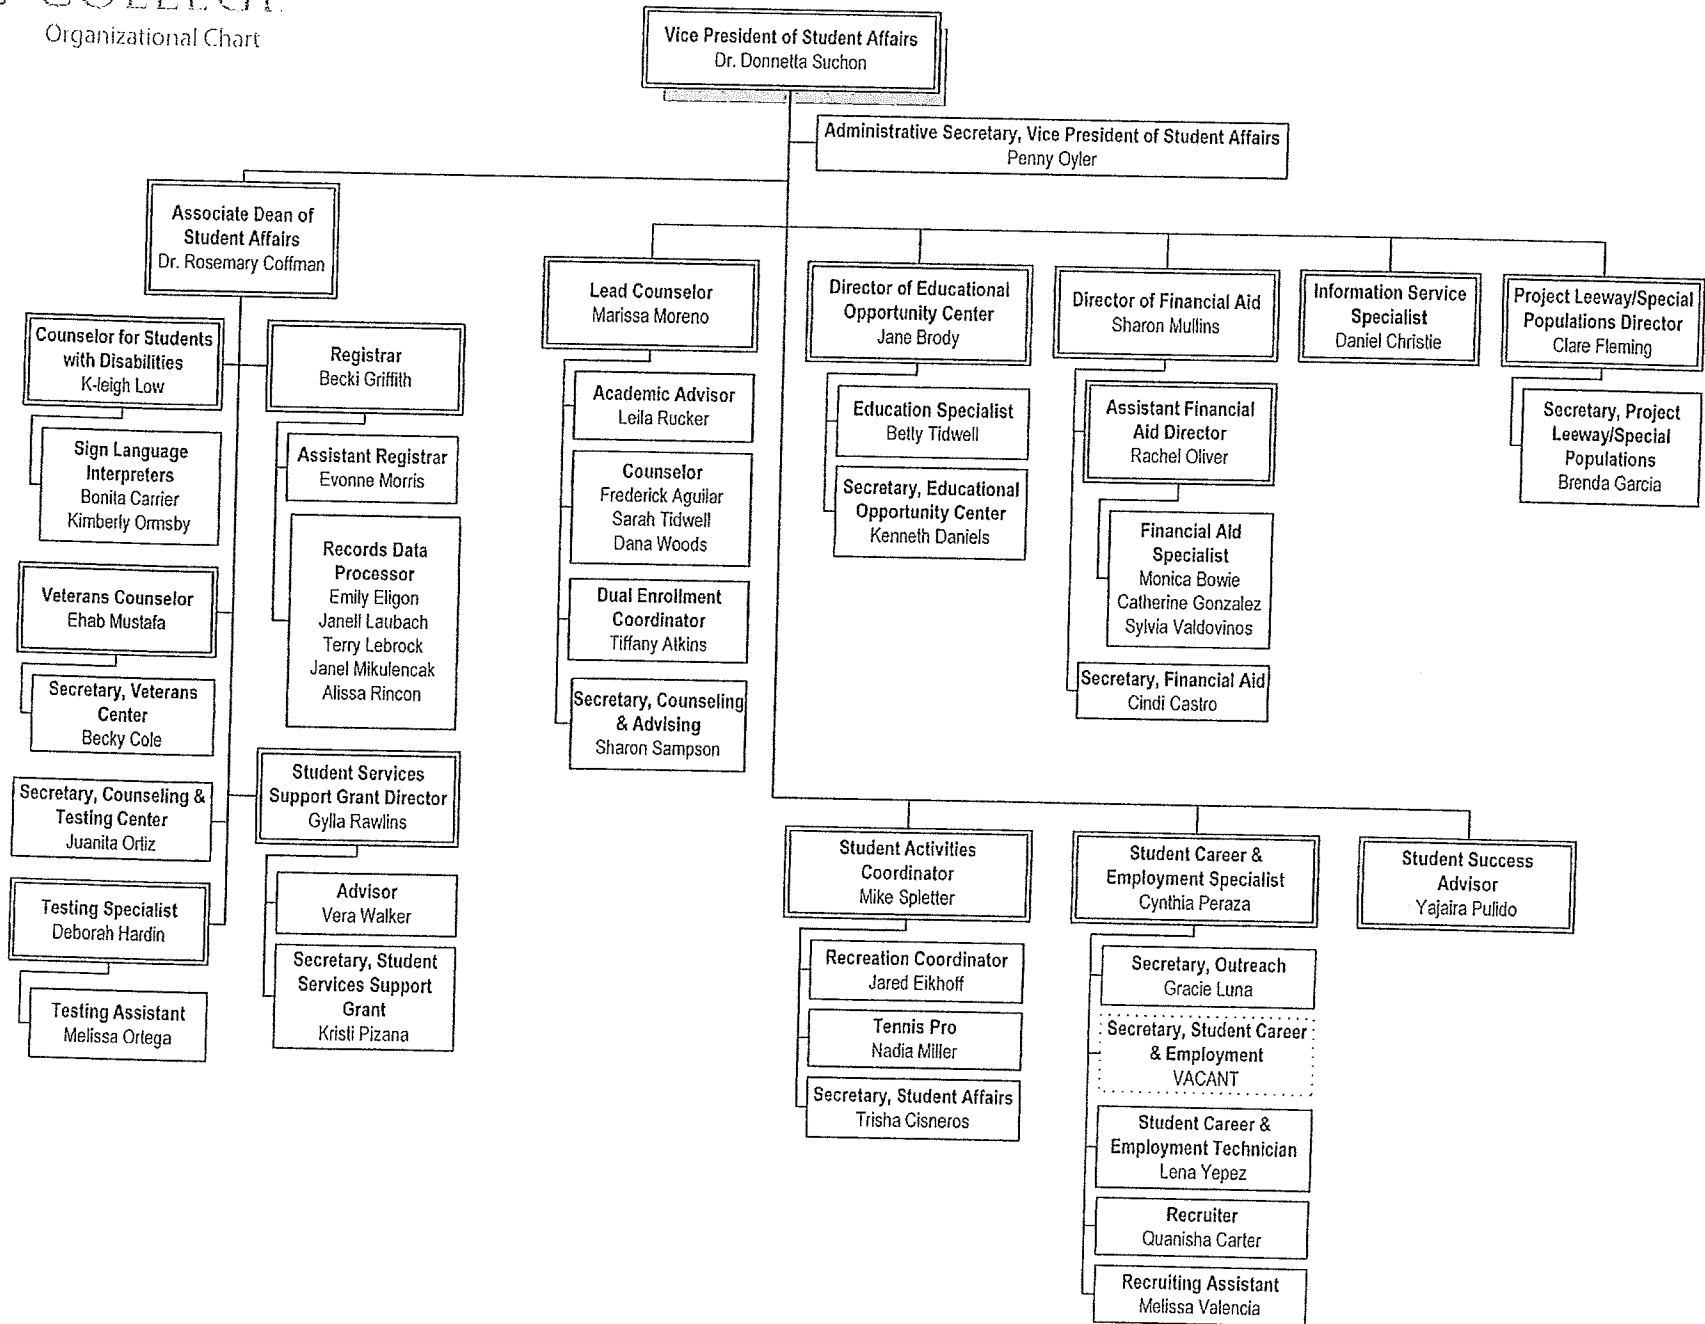 COLLEGE
Organizational Chart
Vice President of Student Affairs
Dr. Donnetta Suchon
Administrative Secretary, Vice President of Student Affairs
Penny Oyler
Associate Dean of
Student Affairs
Dr. Rosemary Coffman
Counselor for Students
with Disabilities
K-leigh Low
Sign Language
Interpreters
Bonita Carrier
Kimberly Ormsby
Veterans Counselor
Ehab Mustafa
Secretary, Veterans
Center
Becky Cole
Secretary, Counseling &
Testing Center
Juanita Ortiz
Testing Specialist
Deborah Hardin
Testing Assistant
Melissa Ortega
Registrar
Becki Griffith
Assistant Registrar
Evonne Morris
Records Data
Processor
Emily Eligon
Janell Laubach
Terry Lebrock
Janel Mikulencak
Alissa Rincon
Student Services
Support Grant Director
Gylla Rawlins
Advisor
Vera Walker
Secretary, Student
Services Support
Grant
Kristi Pizana
Lead Counselor
Marissa Moreno
Academic Advisor
Leila Rucker
Counselor
Frederick Aguilar
Sarah Tidwell
Dana Woods
Dual Enrollment
Coordinator
Tiffany Atkins
Secretary, Counseling
& Advising
Sharon Sampson
Director of Educational
Opportunity Center
Jane Brody
Education Specialist
Betty Tidwell
Secretary, Educational
Opportunity Center
Kenneth Daniels
Director of Financial Aid
Sharon Mullins
Assistant Financial
Aid Director
Rachel Oliver
Financial Aid
Specialist
Monica Bowie
Catherine Gonzalez
Sylvia Valdovinos
Secretary, Financial Aid
Cindi Castro
Information Service
Specialist
Daniel Christie
Project Leeway/Special
Populations Director
Clare Fleming
Secretary, Project
Leeway/Special
Populations
Brenda Garcia
Student Activities
Coordinator
Mike Spletter
Recreation Coordinator
Jared Eikhoff
Tennis Pro
Nadia Miller
Secretary, Student Affairs
Trisha Cisneros
Student Career &
Employment Specialist
Cynthia Peraza
Secretary, Outreach
Gracie Luna
Secretary, Student Career
& Employment
VACANT
Student Career &
Employment Technician
Lena Yepez
Recruiter
Quanisha Carter
Recruiting Assistant
Melissa Valencia
Student Success
Advisor
Yajaira Pulido